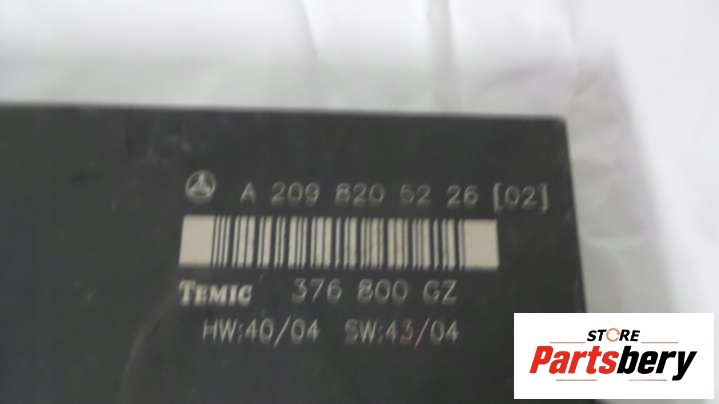 A 209 820 52 26 [02]
TEMIC 376 800 GZ
HW:40/04 SW:43/04
STORE
Partsbery